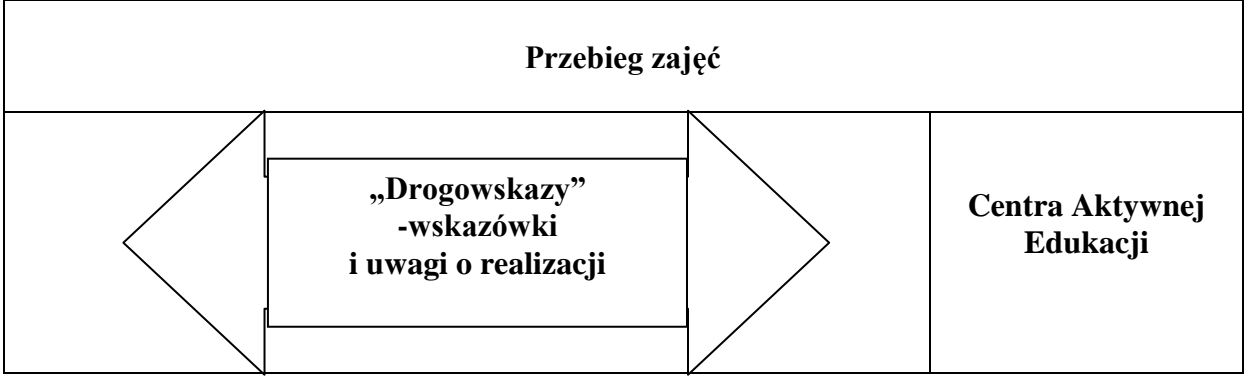 Przebieg zajęć
„Drogowskazy”
-wskazówki
i uwagi o realizacji
Centra Aktywnej
Edukacji